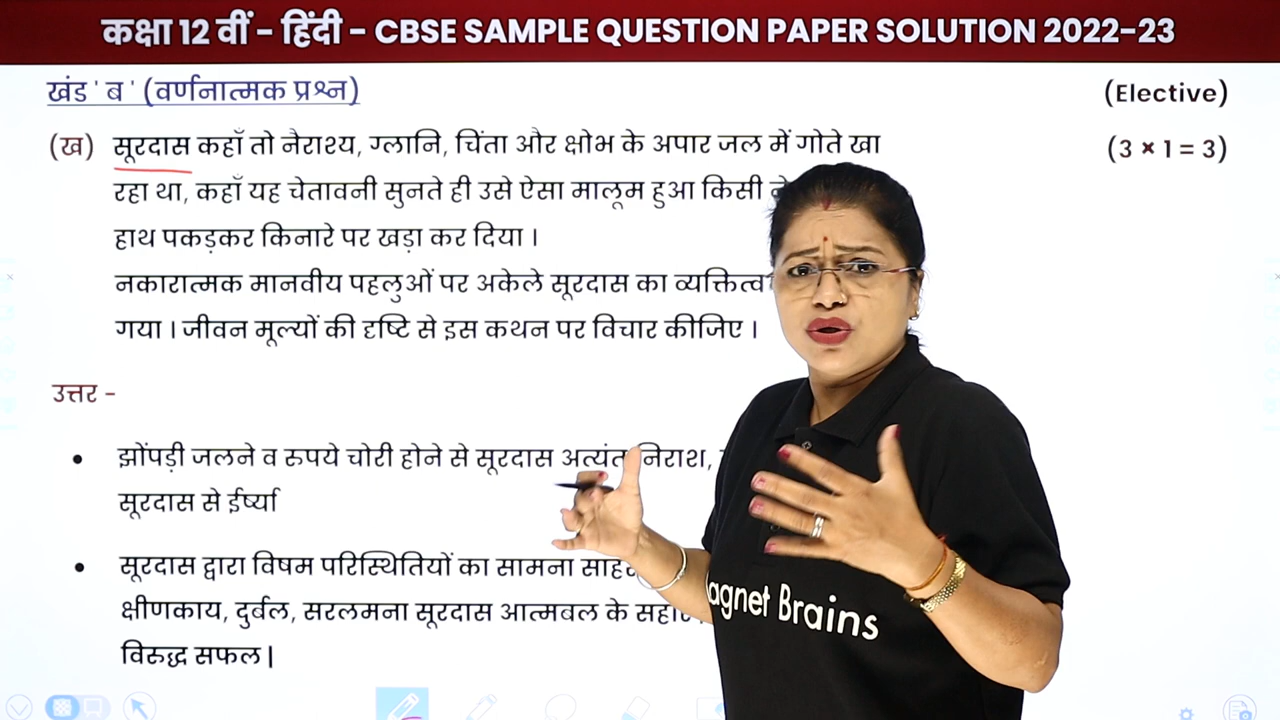 कक्षा 12 वीं - हिंदी - CBSE SAMPLE QUESTION PAPER SOLUTION 2022-23
खंड ' ब ' (वर्णनात्मक प्रश्न)
(Elective)
(ख) सूरदास कहाँ तो नैराश्य, ग्लानि, चिंता और क्षोभ के अपार जल में गोते खा
(3 × 1 = 3)
रहा था, कहाँ यह चेतावनी सुनते ही उसे ऐसा मालूम हुआ किसी ने
हाथ पकड़कर किनारे पर खड़ा कर दिया ।
नकारात्मक मानवीय पहलुओं पर अकेले सूरदास का व्यक्तित्व
गया । जीवन मूल्यों की दृष्टि से इस कथन पर विचार कीजिए ।
उत्तर -
• झोंपड़ी जलने व रुपये चोरी होने से सूरदास अत्यंत निराश,
सूरदास से ईर्ष्या
• सूरदास द्वारा विषम परिस्थितियों का सामना
क्षीणकाय, दुर्बल, सरलमना सूरदास आत्मबल के
विरुद्ध सफल |
agnet Brains